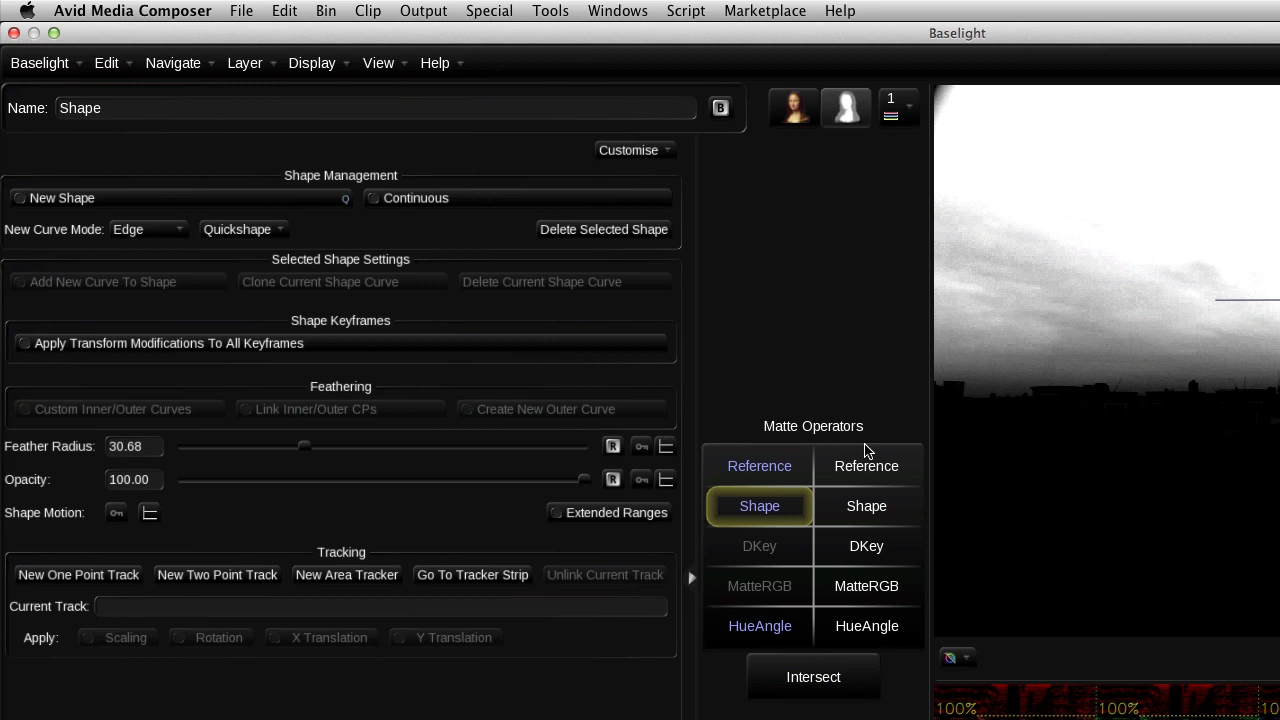 Avid Media Composer File Edit Bin Clip Output Special Tools Windows Script Marketplace Help
Baselight
Baselight Edit Navigate Layer Display View Help
Name: Shape B 1
Customise
Shape Management
New Shape Q Continuous
New Curve Mode: Edge Quickshape Delete Selected Shape
Selected Shape Settings
Add New Curve To Shape Clone Current Shape Curve Delete Current Shape Curve
Shape Keyframes
Apply Transform Modifications To All Keyframes
Feathering
Custom Inner/Outer Curves Link Inner/Outer CPs Create New Outer Curve
Feather Radius: 30.68 R
Opacity: 100.00 R
Shape Motion: Extended Ranges
Tracking
New One Point Track New Two Point Track New Area Tracker Go To Tracker Strip Unlink Current Track
Current Track:
Apply: Scaling Rotation X Translation Y Translation
Matte Operators
Reference Reference
Shape Shape
DKey DKey
MatteRGB MatteRGB
HueAngle HueAngle
Intersect
100% 100% 10